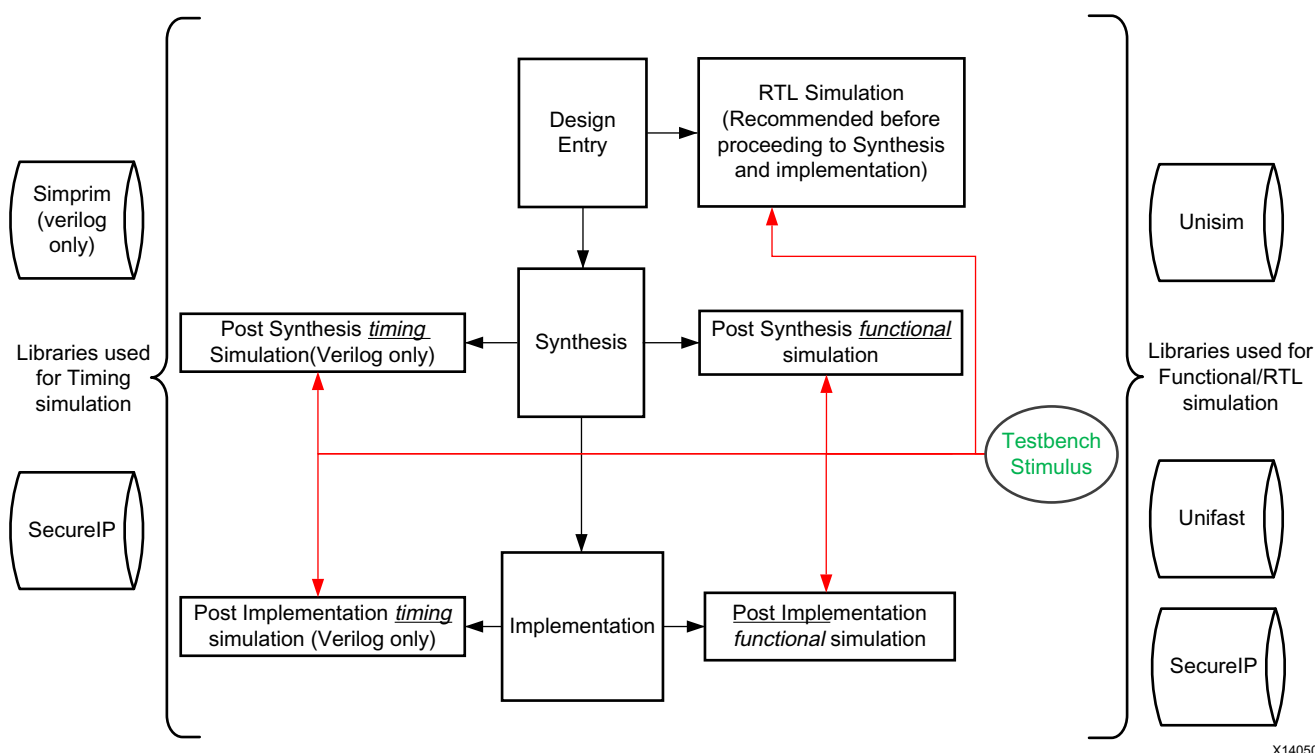 Design
Entry
RTL Simulation
(Recommended before
proceeding to Synthesis
and implementation)
Simprim
(verilog
only)
Unisim
Post Synthesis timing
Simulation(Verilog only)
Synthesis
Post Synthesis functional
simulation
Libraries used
for Timing
simulation
Libraries used for
Functional/RTL
simulation
Testbench
Stimulus
SecureIP
Unifast
Post Implementation timing
simulation (Verilog only)
Implementation
Post Implementation
functional simulation
SecureIP